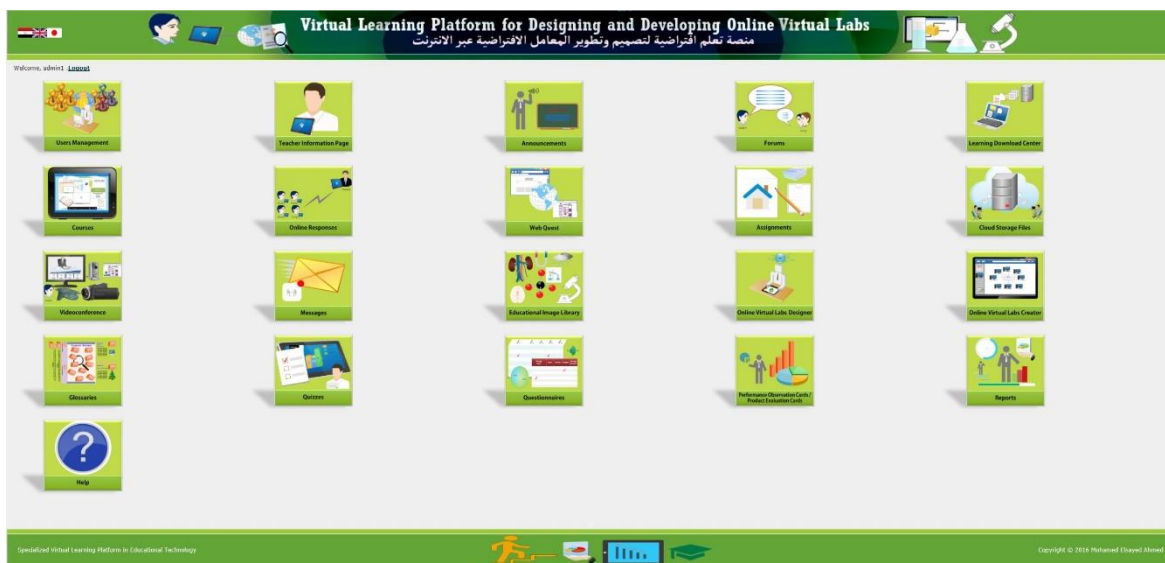 Virtual Learning Platform for Designing and Developing Online Virtual Labs
منصة تعلم افتراضية لتصميم وتطوير المعامل الافتراضية عبر الانترنت
Welcome, admin1 .Logout
Users Management
Teacher Information Page
Announcements
Forums
Learning Download Center
Courses
Online Responses
Web Quest
Assignments
Cloud Storage Files
Videoconference
Messages
Educational Image Library
Online Virtual Labs Designer
Online Virtual Labs Creator
Glossaries
Quizzes
Questionnaires
Performance Observation Cards /
Product Evaluation Cards
Reports
Help
Specialized Virtual Learning Platform in Educational Technology
Copyright © 2016 Mohamed Elsayed Ahmed